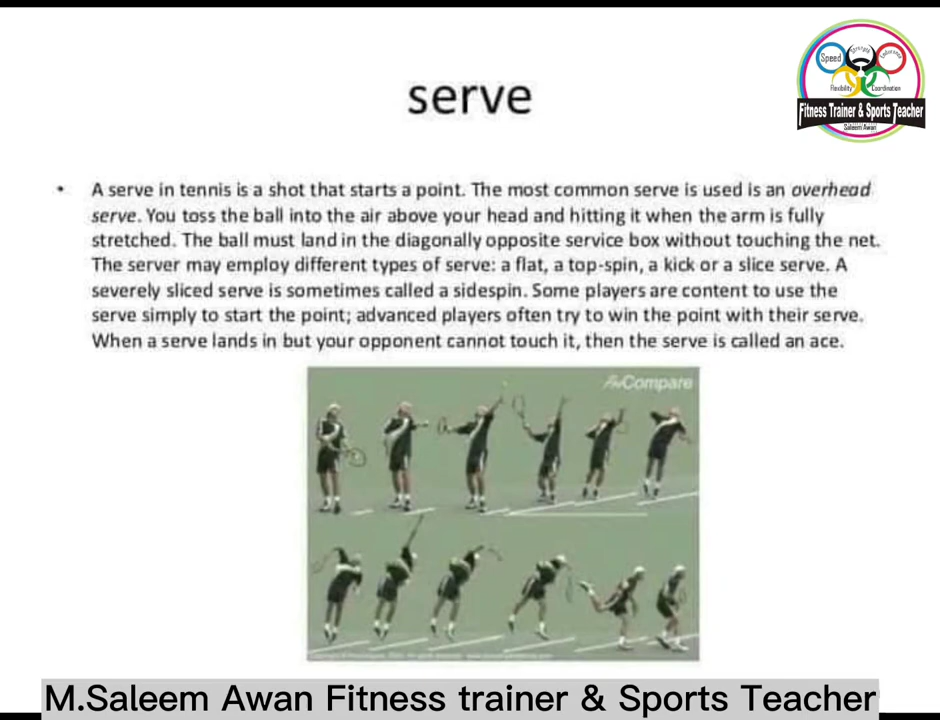 Speed
Strength
Endurance
Flexibility
Coordination
Fitness Trainer & Sports Teacher
Saleem Awan
serve
• A serve in tennis is a shot that starts a point. The most common serve is used is an overhead
serve. You toss the ball into the air above your head and hitting it when the arm is fully
stretched. The ball must land in the diagonally opposite service box without touching the net.
The server may employ different types of serve: a flat, a top-spin, a kick or a slice serve. A
severely sliced serve is sometimes called a sidespin. Some players are content to use the
serve simply to start the point; advanced players often try to win the point with their serve.
When a serve lands in but your opponent cannot touch it, then the serve is called an ace.
Compare
M.Saleem Awan Fitness trainer & Sports Teacher